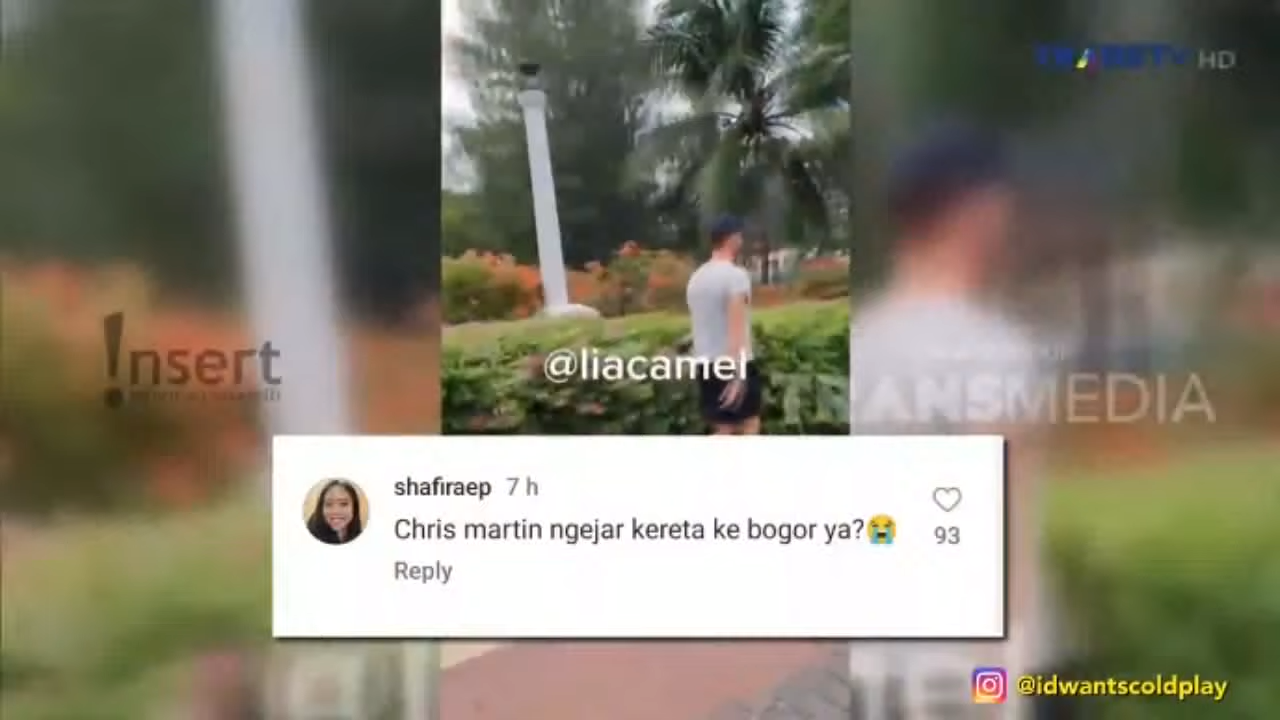 TRANSTV HD
!nsert
TRANSMEDIA
@liacamel
shafiraep 7 h
Chris martin ngejar kereta ke bogor ya?😭
93
Reply
@idwantscoldplay